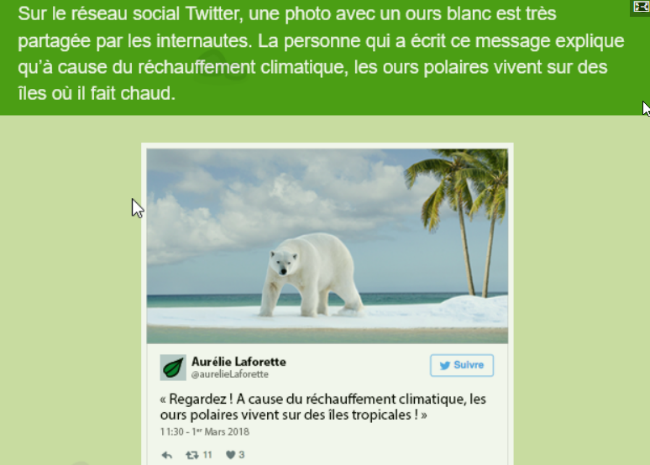 Sur le réseau social Twitter, une photo avec un ours blanc est très
partagée par les internautes. La personne qui a écrit ce message explique
qu'à cause du réchauffement climatique, les ours polaires vivent sur des
îles où il fait chaud.
Aurélie Laforette
@aurelieLaforette
Suivre
« Regardez ! A cause du réchauffement climatique, les
ours polaires vivent sur des îles tropicales ! »
11:30 - 1er Mars 2018
11 3